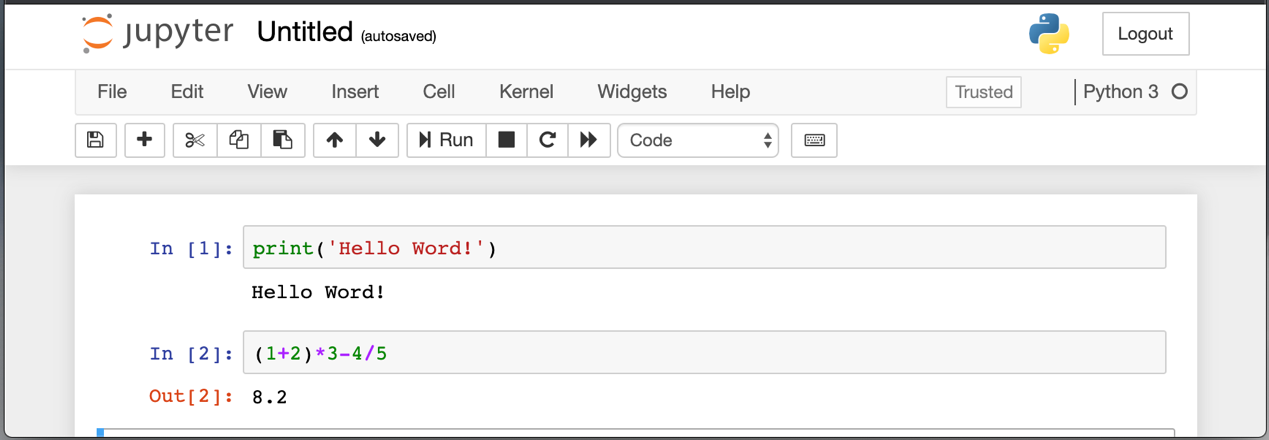 jupyter Untitled (autosaved) Logout
File Edit View Insert Cell Kernel Widgets Help Trusted Python 3
Run Code
In [1]: print('Hello Word!')
Hello Word!
In [2]: (1+2)*3-4/5
Out[2]: 8.2